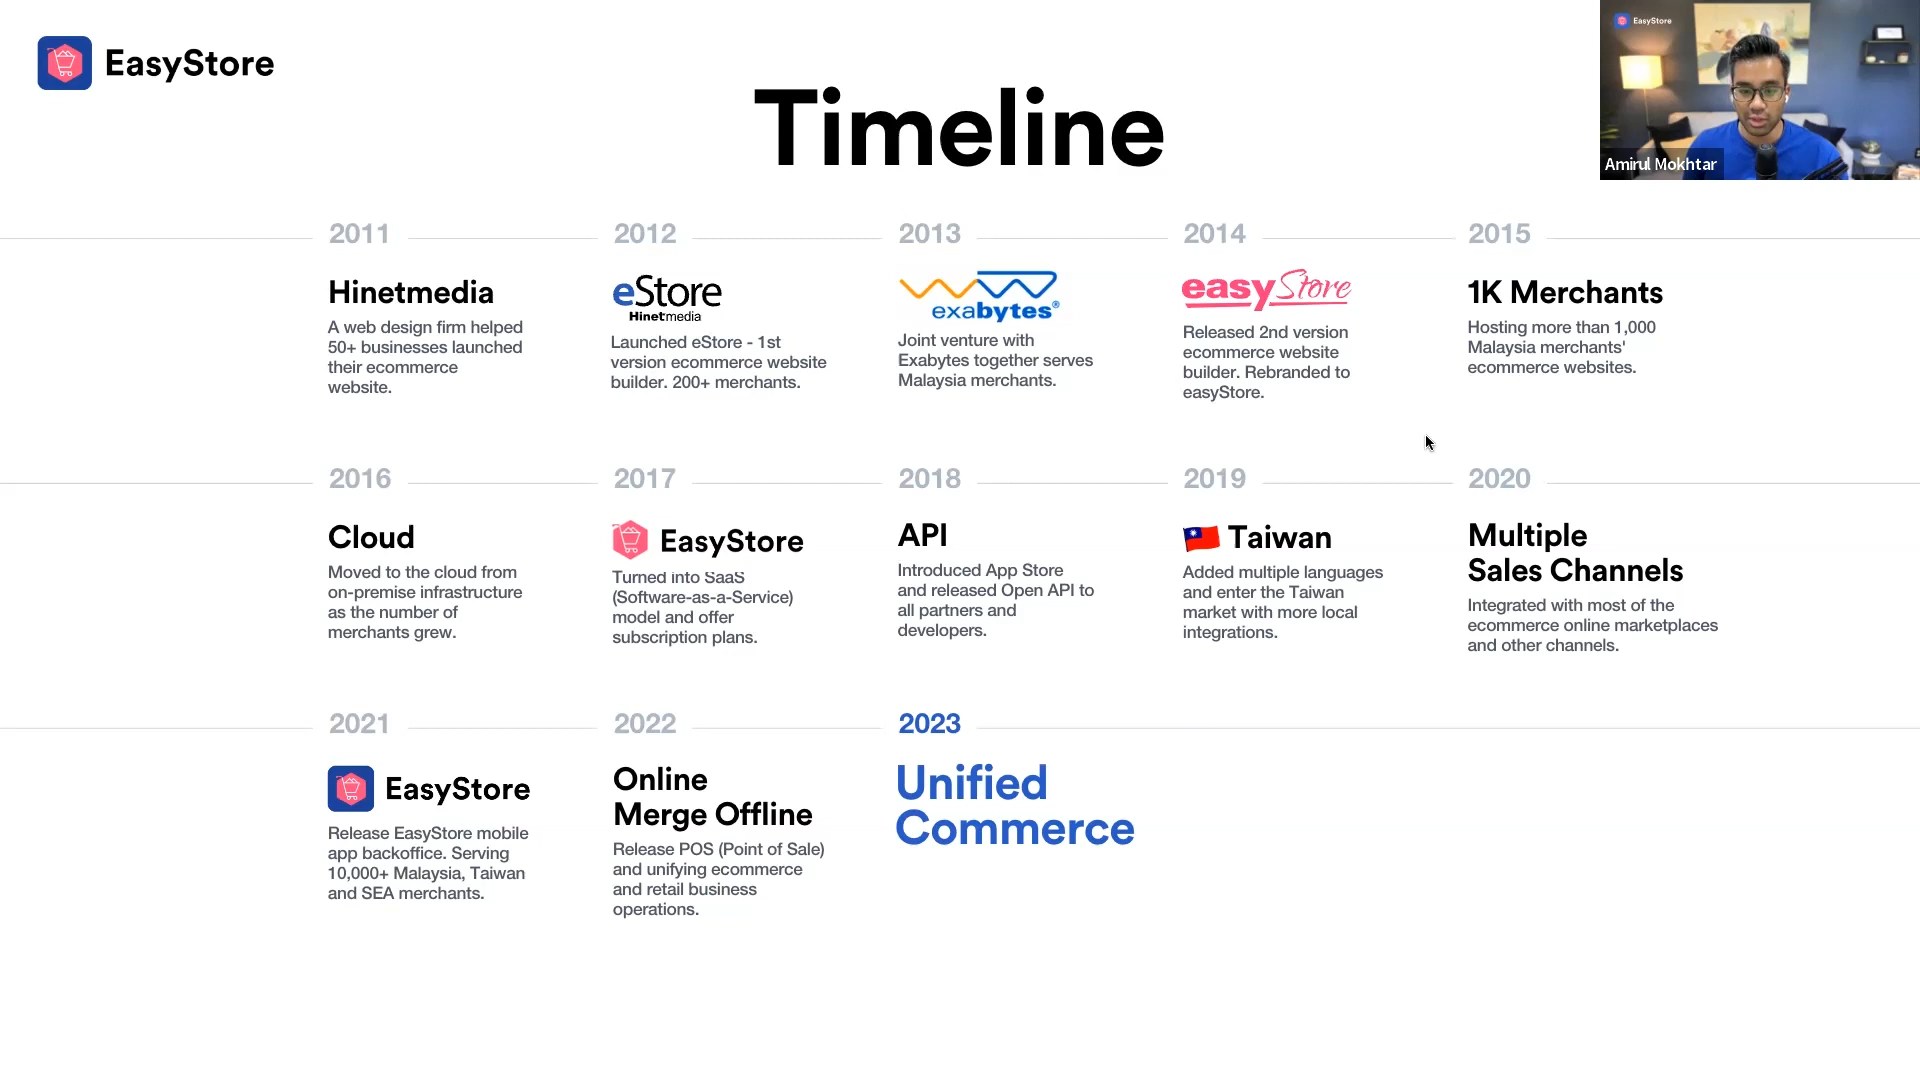 EasyStore
Timeline
EasyStore
Amirul Mokhtar
2011
Hinetmedia
A web design firm helped
50+ businesses launched
their ecommerce
website.
2012
eStore
Hinetmedia
Launched eStore - 1st
version ecommerce website
builder. 200+ merchants.
2013
exabytes®
Joint venture with
Exabytes together serves
Malaysia merchants.
2014
easyStore
Released 2nd version
ecommerce website
builder. Rebranded to
easyStore.
2015
1K Merchants
Hosting more than 1,000
Malaysia merchants'
ecommerce websites.
2016
Cloud
Moved to the cloud from
on-premise infrastructure
as the number of
merchants grew.
2017
EasyStore
Turned into SaaS
(Software-as-a-Service)
model and offer
subscription plans.
2018
API
Introduced App Store
and released Open API to
all partners and
developers.
2019
Taiwan
Added multiple languages
and enter the Taiwan
market with more local
integrations.
2020
Multiple
Sales Channels
Integrated with most of the
ecommerce online marketplaces
and other channels.
2021
EasyStore
Release EasyStore mobile
app backoffice. Serving
10,000+ Malaysia, Taiwan
and SEA merchants.
2022
Online
Merge Offline
Release POS (Point of Sale)
and unifying ecommerce
and retail business
operations.
2023
Unified
Commerce